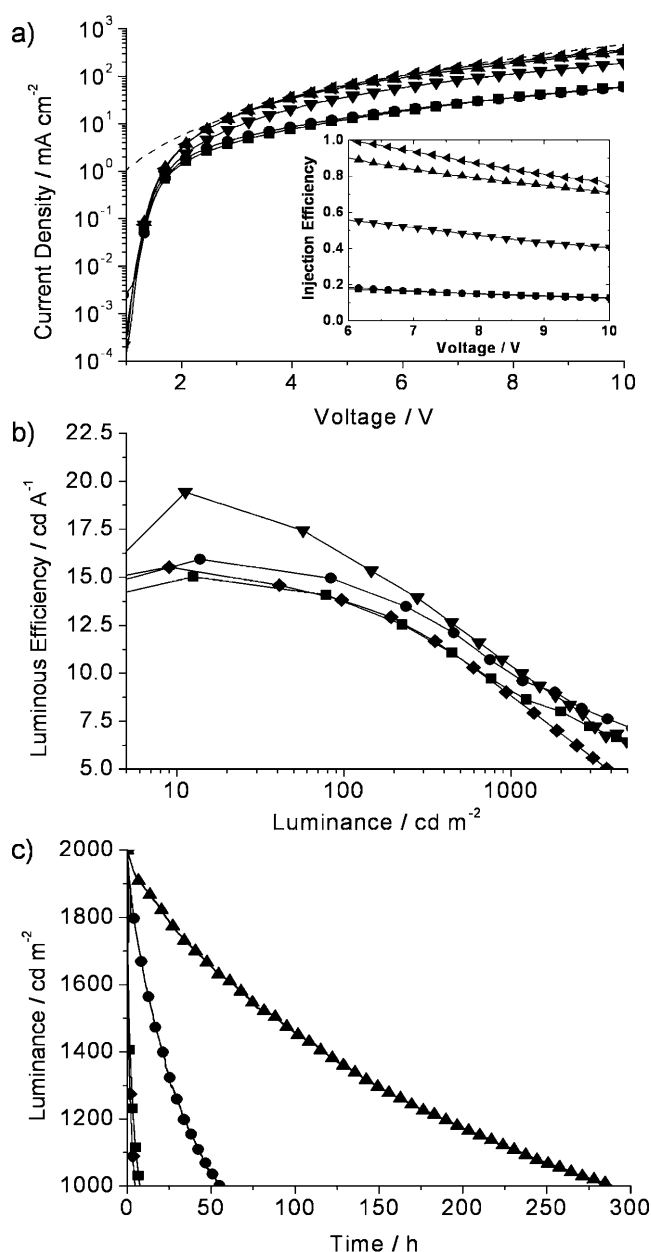 a)
10³
10²
10¹
10⁰
10⁻¹
10⁻²
10⁻³
10⁻⁴
Current Density / mA cm⁻²
2 4 6 8 10
Voltage / V
1.0
0.8
0.6
0.4
0.2
0.0
Injection Efficiency
6 7 8 9 10
Voltage / V
b)
22.5
20.0
17.5
15.0
12.5
10.0
7.5
5.0
Luminous Efficiency / cd A⁻¹
10 100 1000
Luminance / cd m⁻²
c)
2000
1800
1600
1400
1200
1000
Luminance / cd m⁻²
0 50 100 150 200 250 300
Time / h